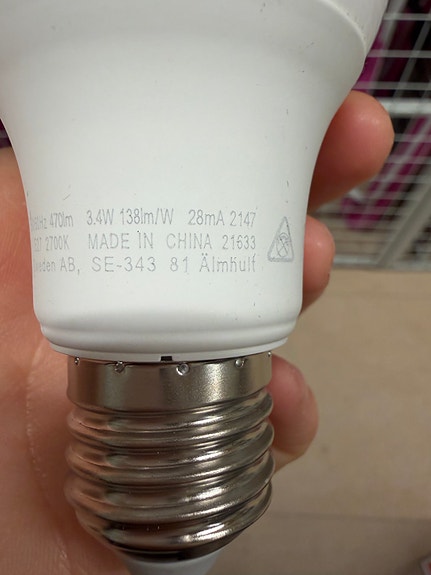 470lm 3.4W 138lm/W 28mA 2147
2700K MADE IN CHINA 21633
AB, SE-343 81 Älmhult